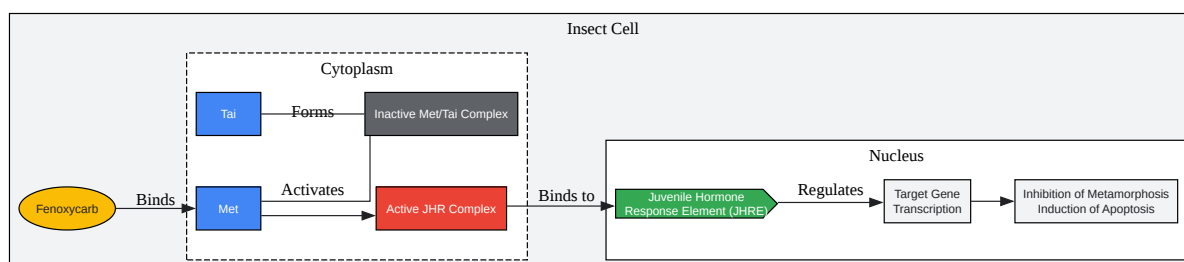 Insect Cell
Cytoplasm
Tai
Forms
Inactive Met/Tai Complex
Nucleus
Fenoxycarb
Binds
Met
Activates
Active JHR Complex
Binds to
Juvenile Hormone
Response Element (JHRE)
Regulates
Target Gene
Transcription
Inhibition of Metamorphosis
Induction of Apoptosis